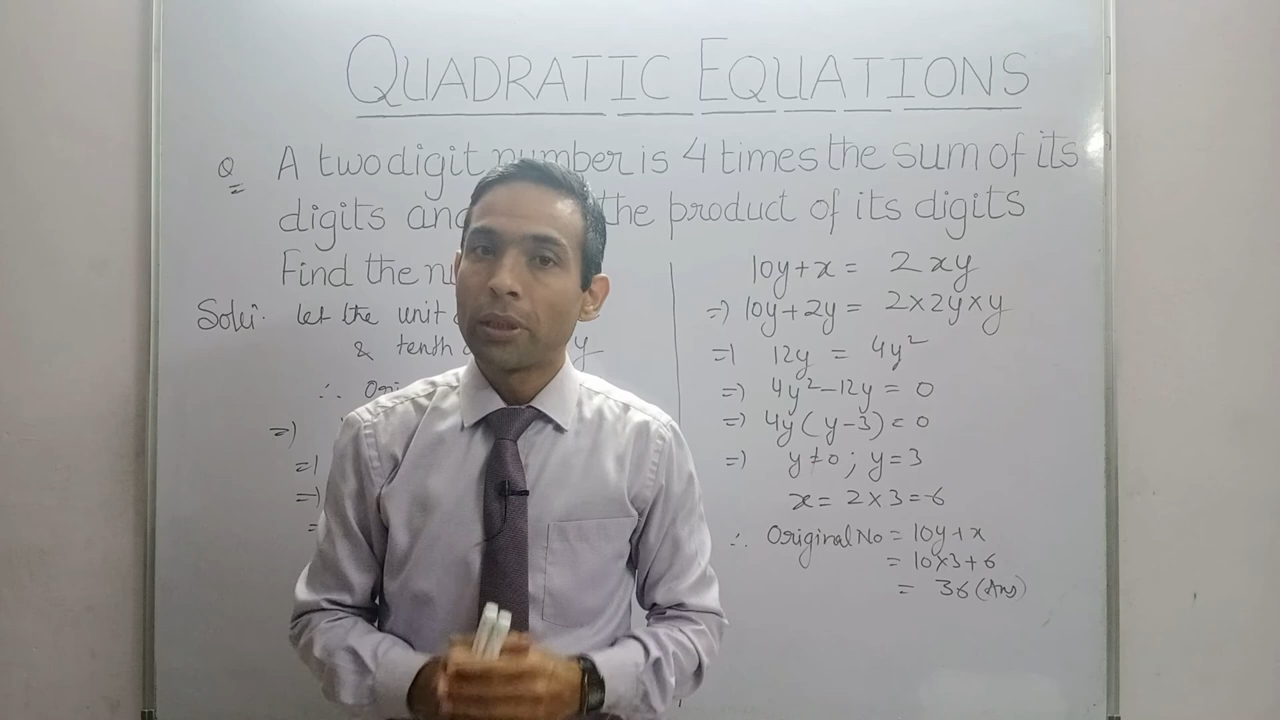 QUADRATIC EQUATIONS
Q A two digit number is 4 times the sum of its
digits and the product of its digits
Find the
Soln: let the unit
& tenth y
∴
=)
=)
=)
=
10y+x = 2xy
=) 10y+2y = 2×2y×y
=) 12y = 4y²
=) 4y²-12y = 0
=) 4y(y-3)=0
=) y≠0; y=3
x = 2×3=6
∴ Original No = 10y+x
= 10×3+6
= 36 (Ans)